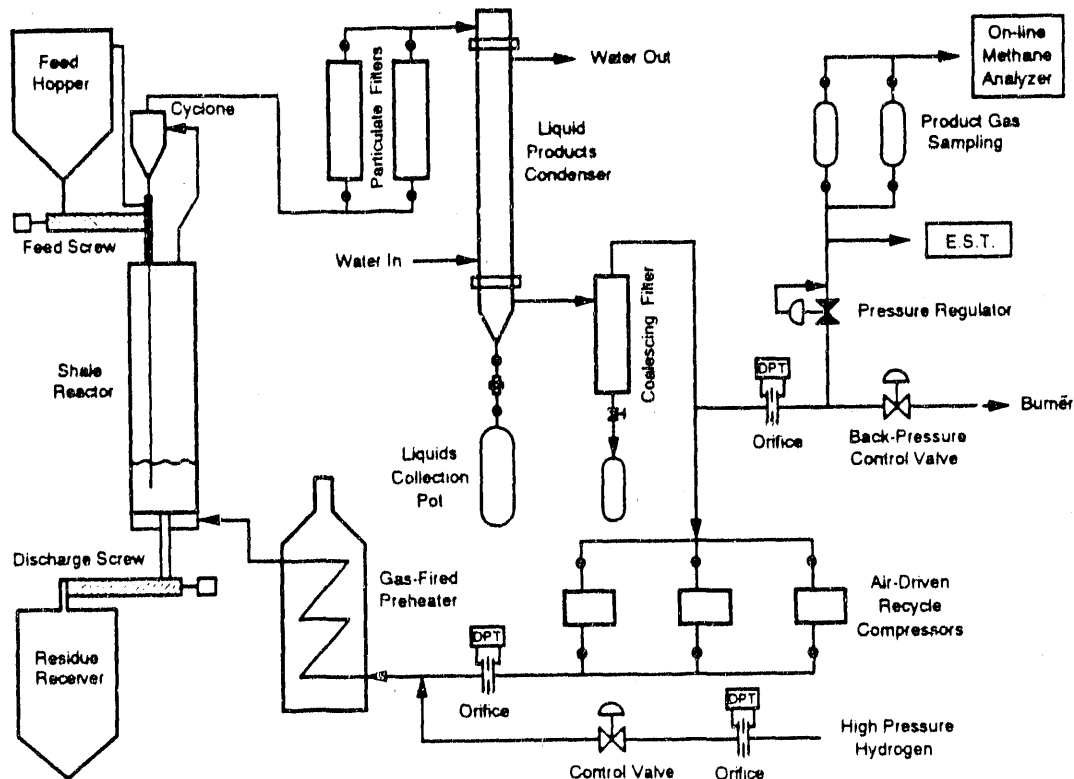 Feed
Hopper
Cyclone
Feed Screw
Particulate Filters
Water Out
Liquid
Products
Condenser
Water In
On-line
Methane
Analyzer
Product Gas
Sampling
E.S.T.
Pressure Regulator
Coalescing Filter
Shale
Reactor
DPT
Orifice
Burner
Back-Pressure
Control Valve
Liquids
Collection
Pot
Discharge Screw
Gas-Fired
Preheater
Air-Driven
Recycle
Compressors
Residue
Receiver
DPT
Orifice
DPT
High Pressure
Hydrogen
Control Valve
Orifice